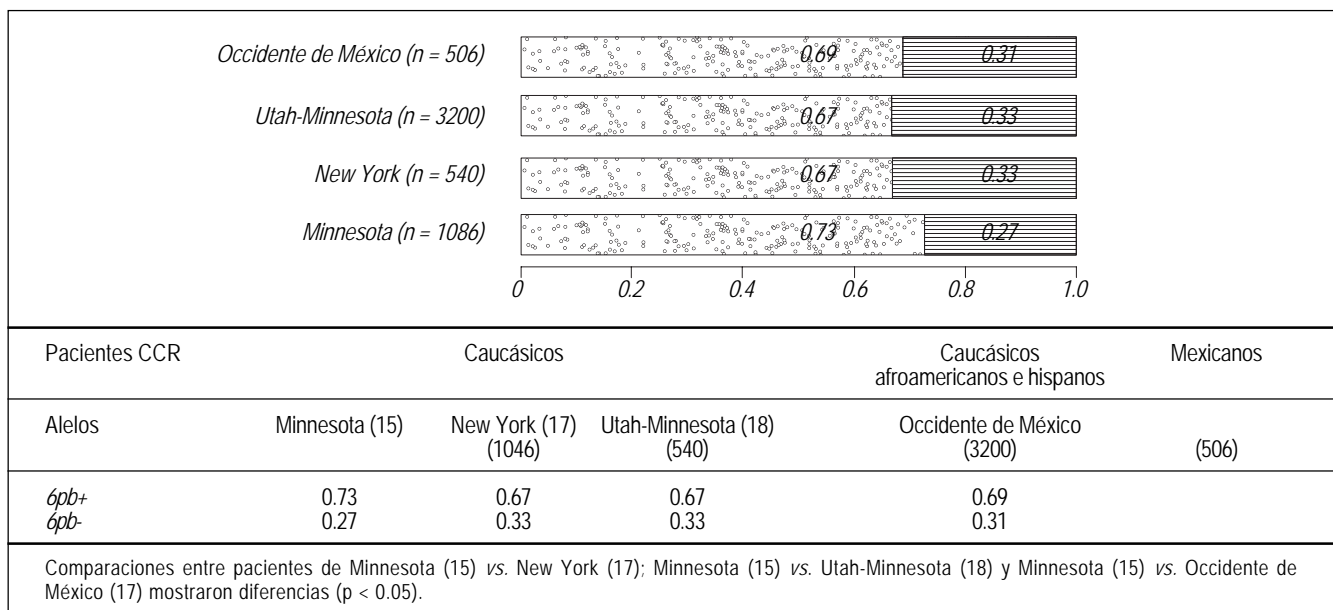 Occidente de México (n = 506) 0.69 0.31
Utah-Minnesota (n = 3200) 0.67 0.33
New York (n = 540) 0.67 0.33
Minnesota (n = 1086) 0.73 0.27
0 0.2 0.4 0.6 0.8 1.0
Pacientes CCR Caucásicos Caucásicos Mexicanos
afroamericanos e hispanos
Alelos Minnesota (15) New York (17) Utah-Minnesota (18) Occidente de México
(1046) (540) (3200) (506)
6pb+ 0.73 0.67 0.67 0.69
6pb- 0.27 0.33 0.33 0.31
Comparaciones entre pacientes de Minnesota (15) vs. New York (17); Minnesota (15) vs. Utah-Minnesota (18) y Minnesota (15) vs. Occidente de
México (17) mostraron diferencias (p < 0.05).